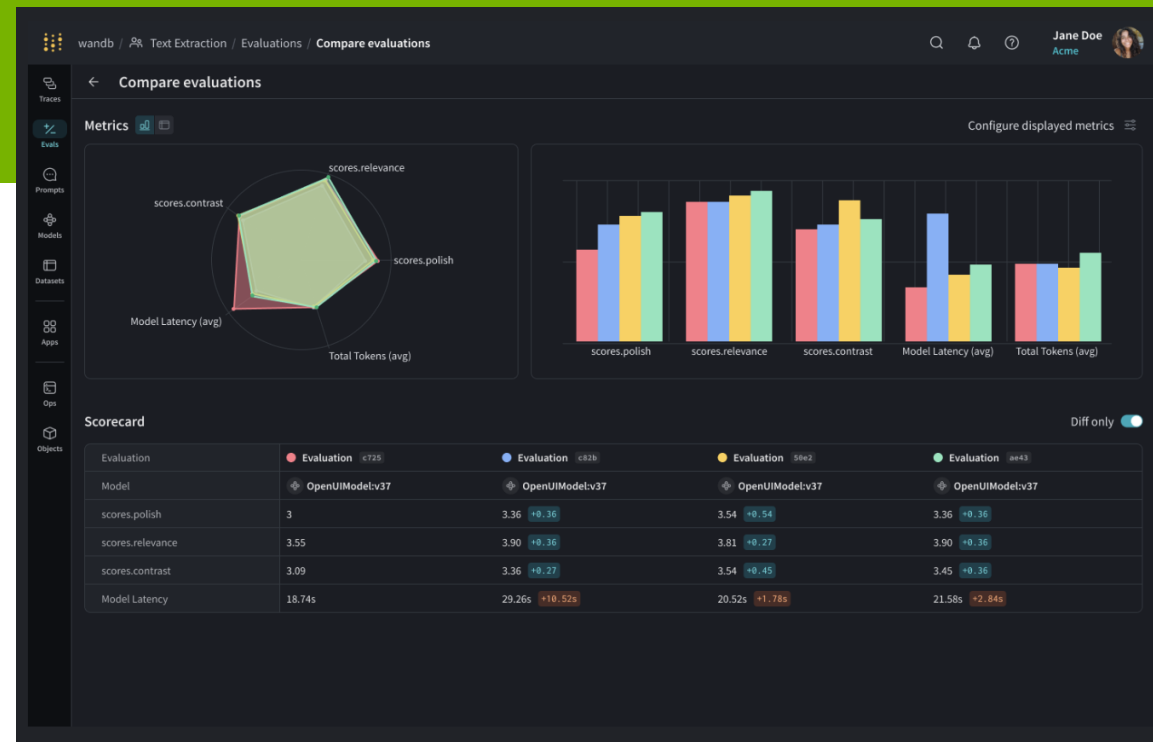 wandb / Text Extraction / Evaluations / Compare evaluations
Jane Doe
Acme
Compare evaluations
Traces
Evals
Prompts
Models
Datasets
Apps
Ops
Objects
Metrics
Configure displayed metrics
scores.relevance
scores.contrast
scores.polish
Model Latency (avg)
Total Tokens (avg)
scores.polish scores.relevance scores.contrast Model Latency (avg) Total Tokens (avg)
Scorecard
Diff only
Evaluation Evaluation c725 Evaluation c82b Evaluation 50e2 Evaluation ae43
Model OpenUIModel:v37 OpenUIModel:v37 OpenUIModel:v37 OpenUIModel:v37
scores.polish 3 3.36 +0.36 3.54 +0.54 3.36 +0.36
scores.relevance 3.55 3.90 +0.36 3.81 +0.27 3.90 +0.36
scores.contrast 3.09 3.36 +0.27 3.54 +0.45 3.45 +0.36
Model Latency 18.74s 29.26s +10.52s 20.52s +1.78s 21.58s +2.84s